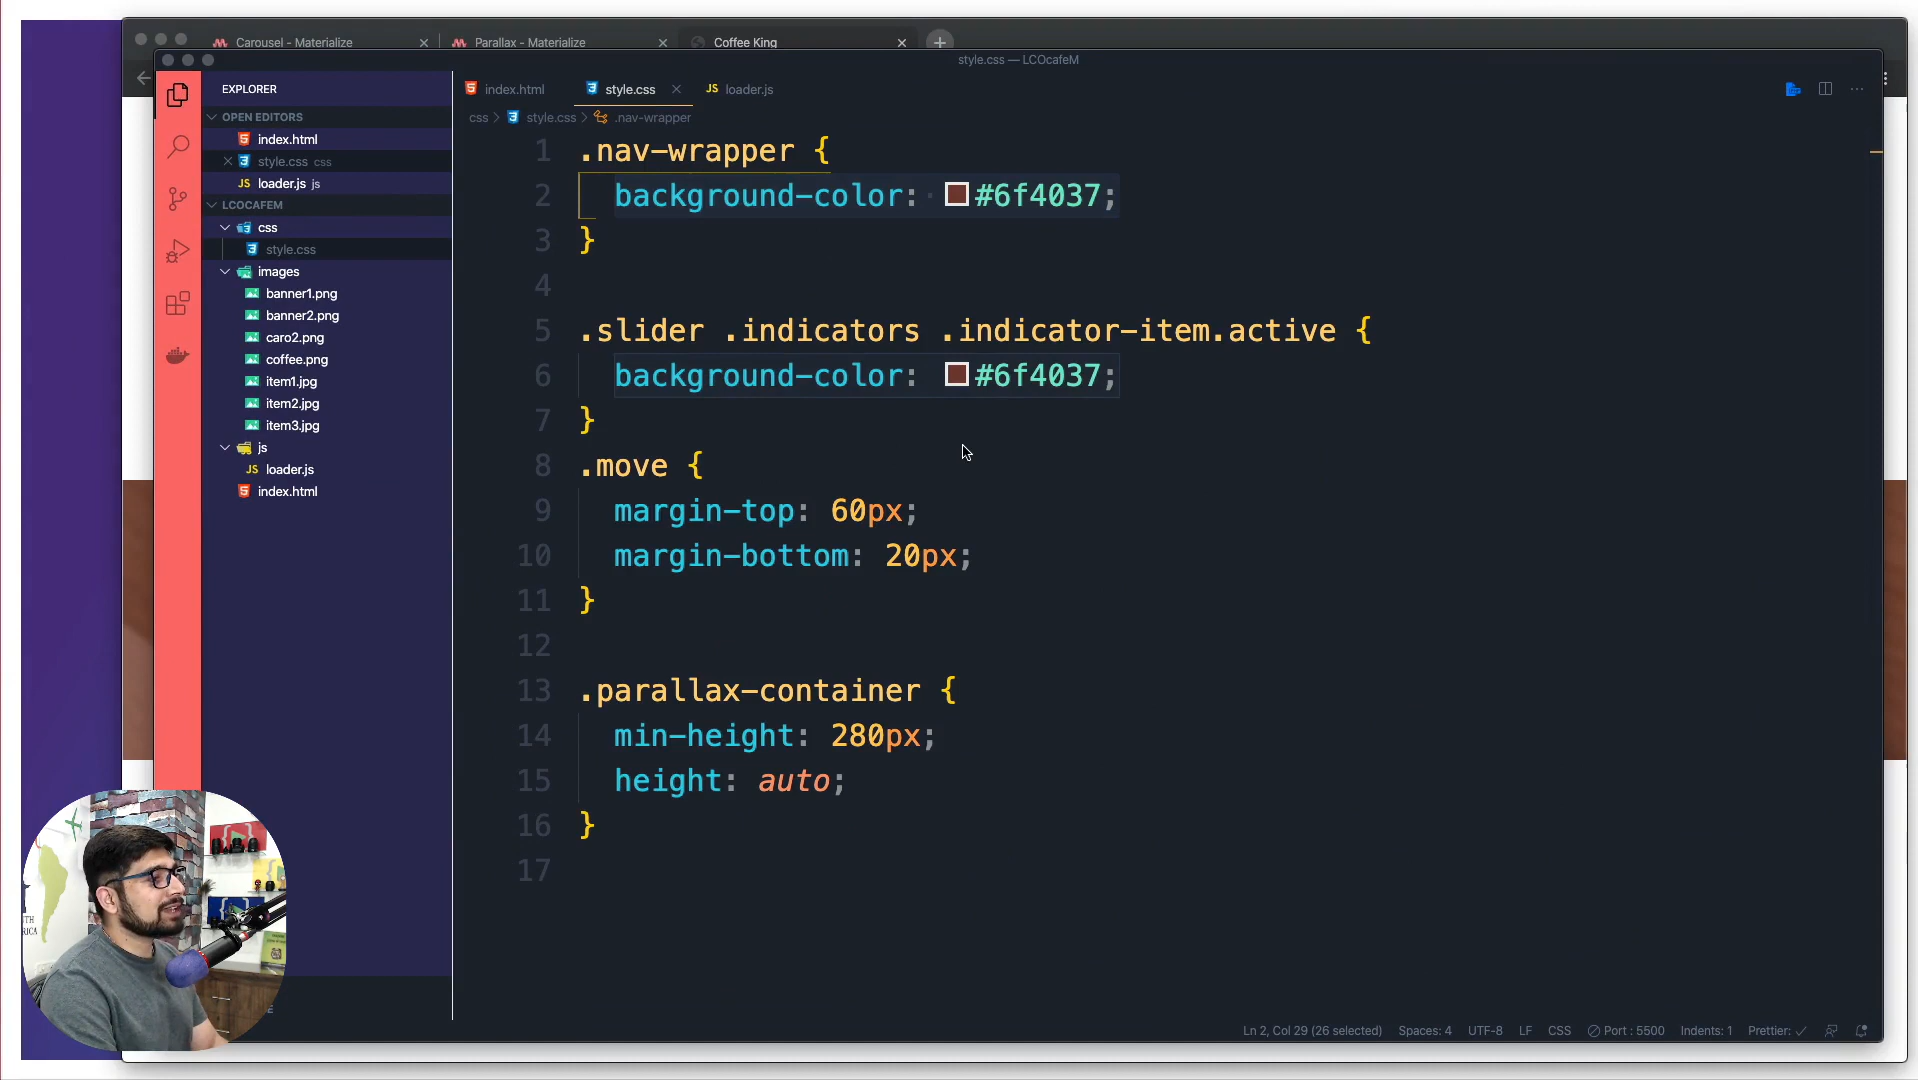 Carousel - Materialize
Parallax - Materialize
Coffee King
style.css — LCOcafeM
EXPLORER
index.html
style.css
JS loader.js
OPEN EDITORS
css > style.css > .nav-wrapper
index.html
style.css css
JS loader.js js
LCOCAFEM
css
style.css
images
banner1.png
banner2.png
caro2.png
coffee.png
item1.jpg
item2.jpg
item3.jpg
js
JS loader.js
index.html
1 .nav-wrapper {
2 background-color: #6f4037;
3 }
4
5 .slider .indicators .indicator-item.active {
6 background-color: #6f4037;
7 }
8 .move {
9 margin-top: 60px;
10 margin-bottom: 20px;
11 }
12
13 .parallax-container {
14 min-height: 280px;
15 height: auto;
16 }
17
Ln 2, Col 29 (26 selected)
Spaces: 4
UTF-8
LF
CSS
Port : 5500
Indents: 1
Prettier: ✓